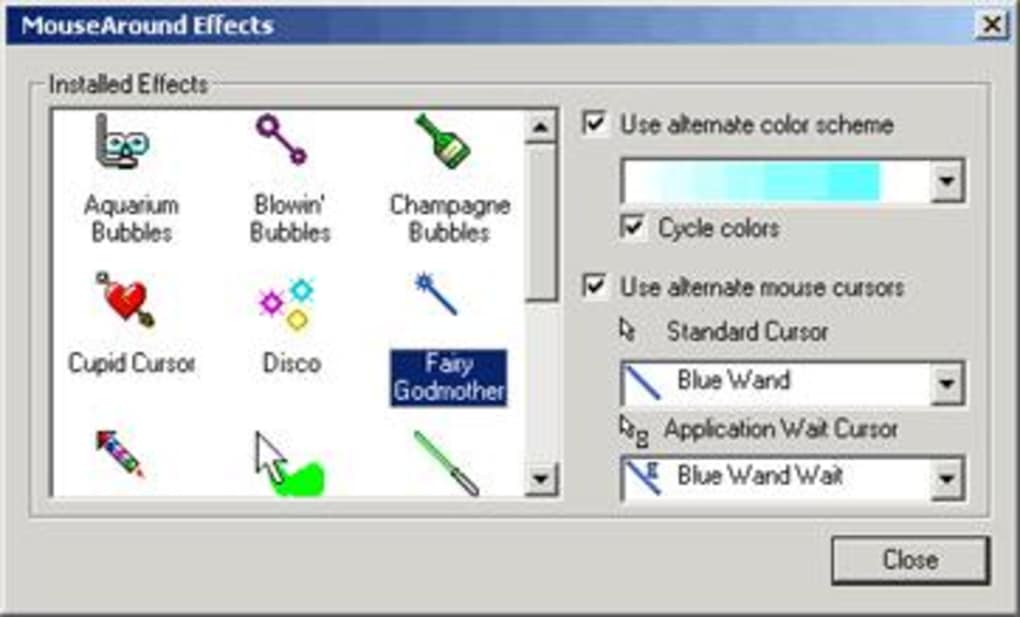 MouseAround Effects
Installed Effects
Aquarium
Bubbles
Blowin'
Bubbles
Champagne
Bubbles
Cupid Cursor
Disco
Fairy
Godmother
Use alternate color scheme
Cycle colors
Use alternate mouse cursors
Standard Cursor
Blue Wand
Application Wait Cursor
Blue Wand Wait
Close